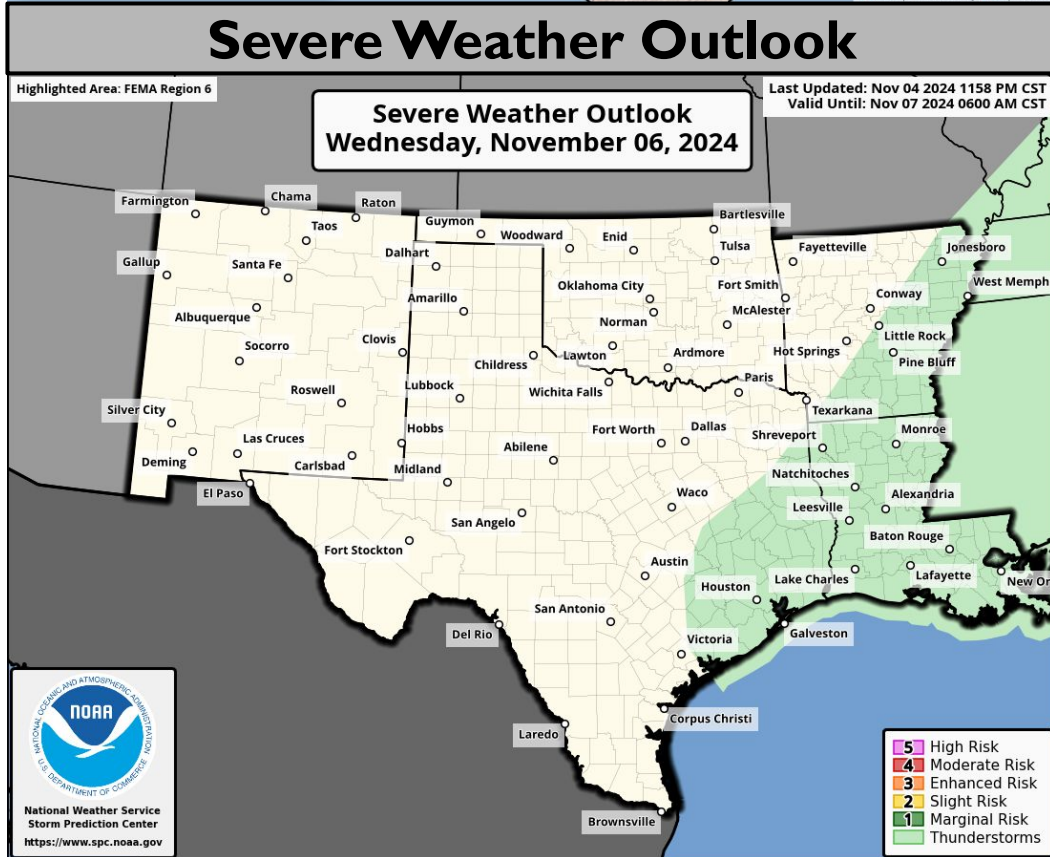 Severe Weather Outlook
Highlighted Area: FEMA Region 6
Last Updated: Nov 04 2024 1158 PM CST
Valid Until: Nov 07 2024 0600 AM CST
Severe Weather Outlook
Wednesday, November 06, 2024
Farmington
Chama
Raton
Taos
Guymon
Woodward
Enid
Bartlesville
Tulsa
Fayetteville
Jonesboro
Gallup
Santa Fe
Dalhart
Oklahoma City
Fort Smith
Conway
West Memph
Albuquerque
Amarillo
Norman
McAlester
Little Rock
Socorro
Clovis
Childress
Lawton
Ardmore
Hot Springs
Pine Bluff
Roswell
Lubbock
Wichita Falls
Paris
Texarkana
Silver City
Las Cruces
Hobbs
Abilene
Fort Worth
Dallas
Shreveport
Monroe
Deming
Carlsbad
Midland
Natchitoches
El Paso
Waco
Leesville
Alexandria
San Angelo
Baton Rouge
Fort Stockton
Austin
Houston
Lake Charles
Lafayette
New Or
San Antonio
Del Rio
Victoria
Galveston
Laredo
Corpus Christi
Brownsville
NATIONAL OCEANIC AND ATMOSPHERIC ADMINISTRATION
NOAA
U.S. DEPARTMENT OF COMMERCE
National Weather Service
Storm Prediction Center
https://www.spc.noaa.gov
5 High Risk
4 Moderate Risk
3 Enhanced Risk
2 Slight Risk
1 Marginal Risk
Thunderstorms